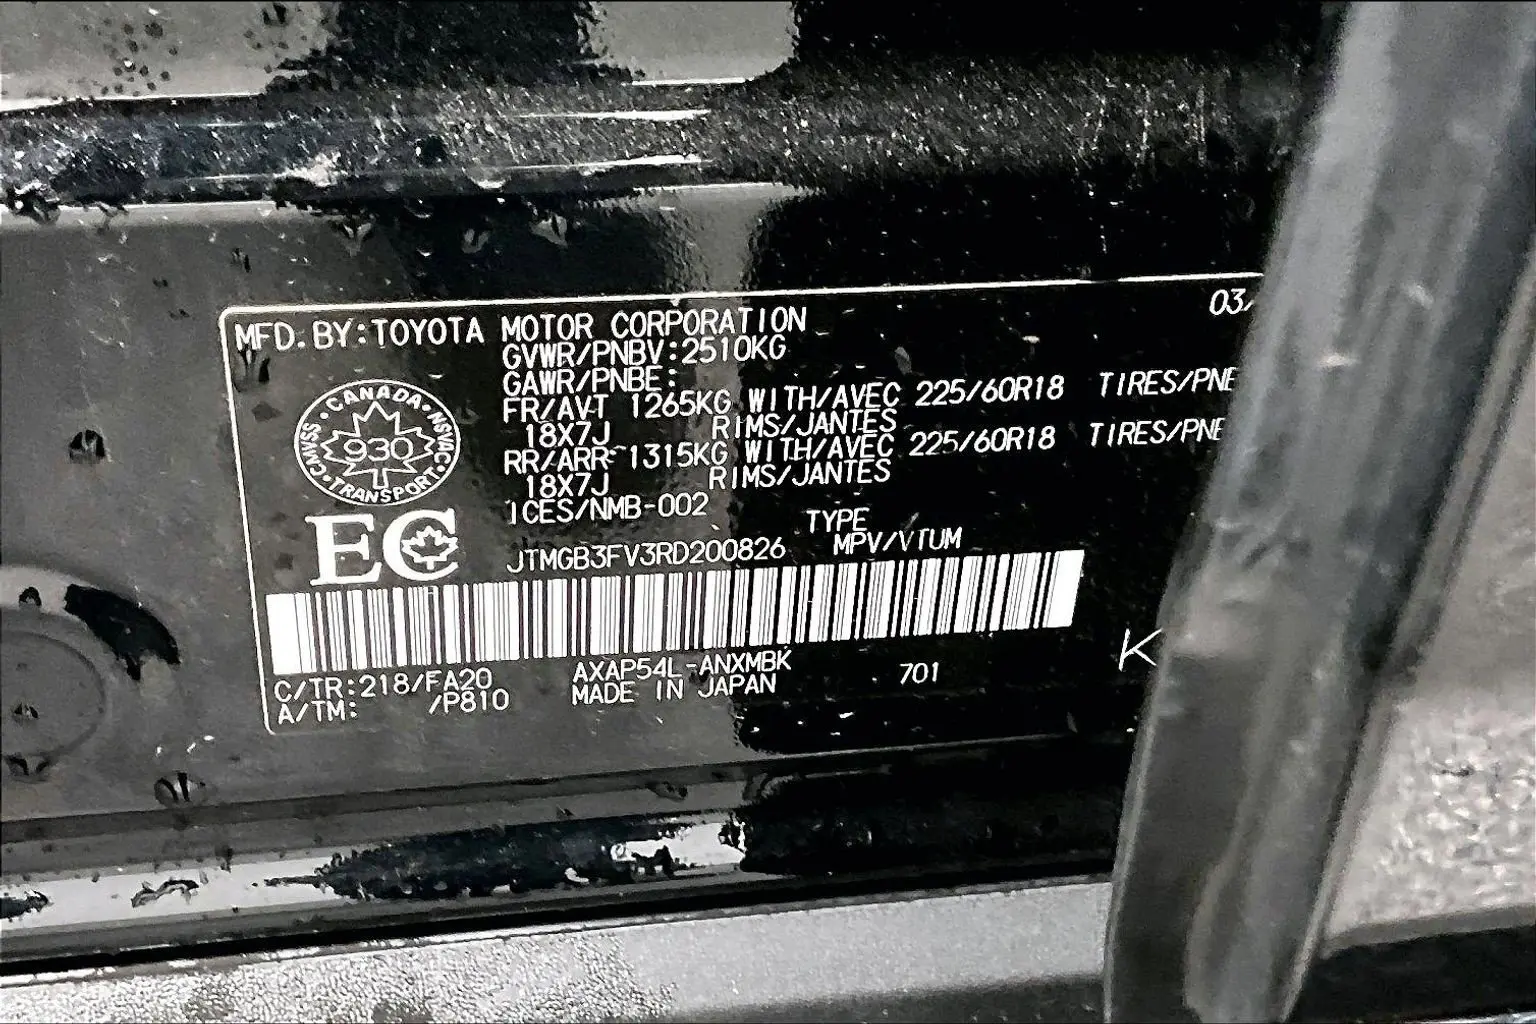 MFD. BY: TOYOTA MOTOR CORPORATION 03/
GVWR/PNBV: 2510KG
GAWR/PNBE:
FR/AVT 1265KG WITH/AVEC 225/60R18 TIRES/PNE
18X7J RIMS/JANTES
RR/ARR 1315KG WITH/AVEC 225/60R18 TIRES/PNE
18X7J RIMS/JANTES
ICES/NMB-002
CANADA · NSVAC · TRANSPORT · CMVSS
930
EC
TYPE
JTMGB3FV3RD200826 MPV/VTUM
C/TR: 218/FA20 AXAP54L-ANXMBK 701 K
A/TM: /P810 MADE IN JAPAN